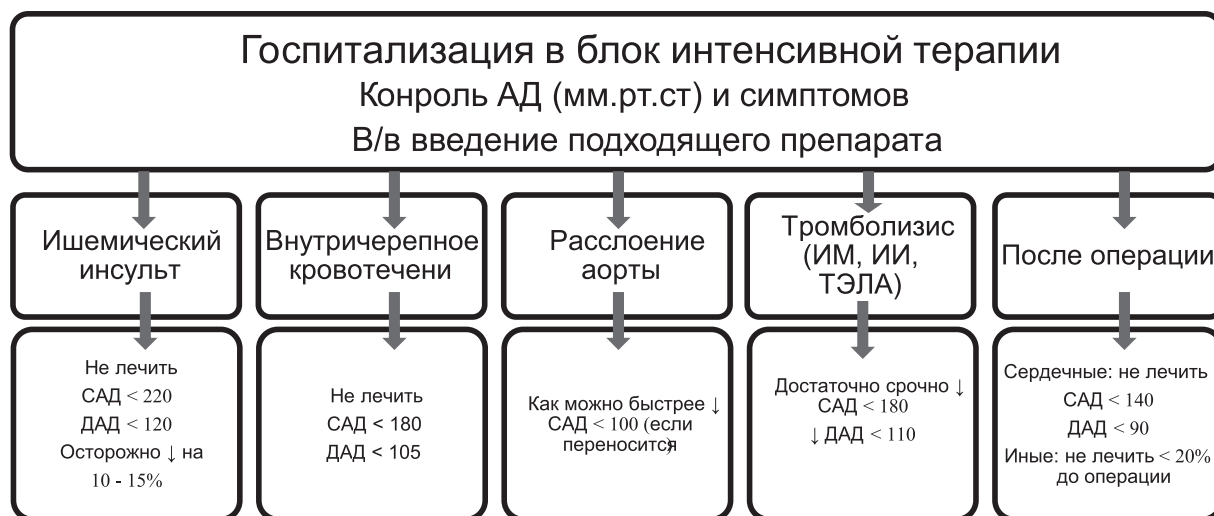 Госпитализация в блок интенсивной терапии
Конроль АД (мм.рт.ст) и симптомов
В/в введение подходящего препарата
Ишемический
инсульт
Внутричерепное
кровотечени
Расслоение
аорты
Тромболизис
(ИМ, ИИ,
ТЭЛА)
После операции
Не лечить
САД < 220
ДАД < 120
Осторожно ↓ на
10 - 15%
Не лечить
САД < 180
ДАД < 105
Как можно быстрее ↓
САД < 100 (если
переносится)
Достаточно срочно ↓
САД < 180
↓ ДАД < 110
Сердечные: не лечить
САД < 140
ДАД < 90
Иные: не лечить < 20%
до операции